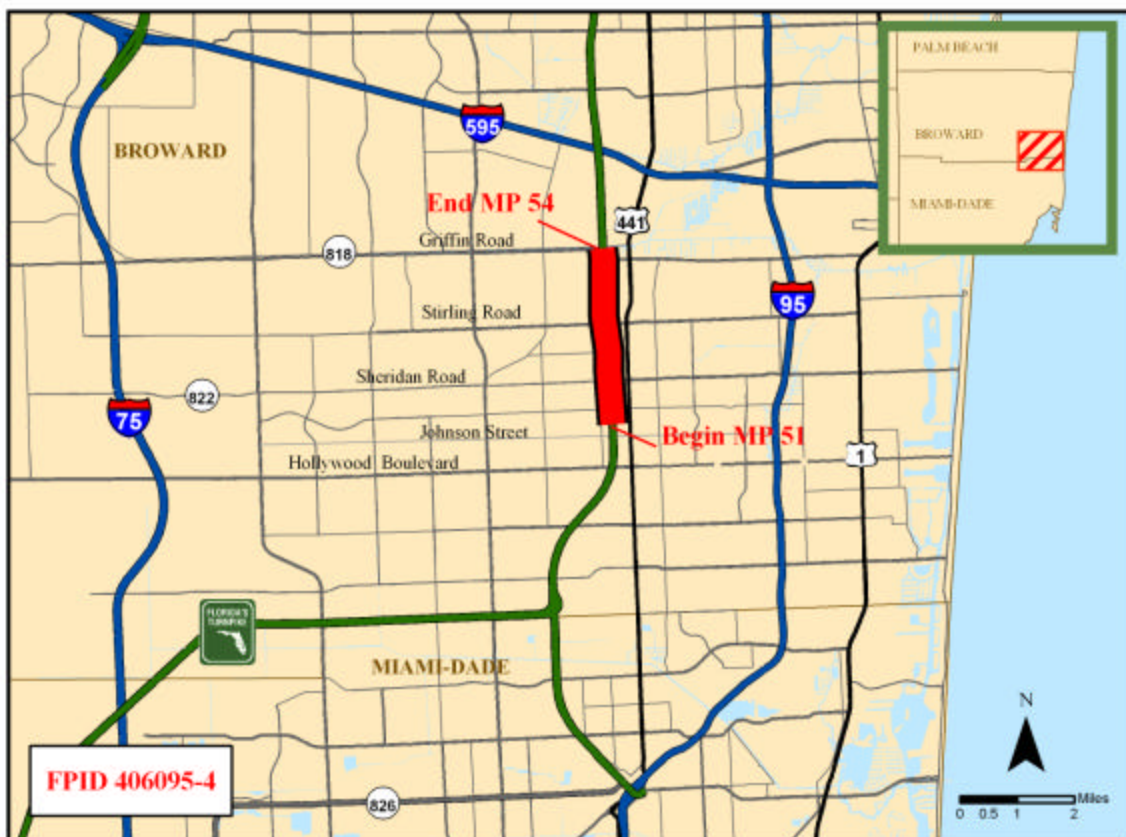 PALM BEACH
BROWARD
MIAMI-DADE
595
BROWARD
End MP 54
441
Griffin Road
818
95
Stirling Road
Sheridan Road
822
75
Johnson Street
Begin MP 51
Hollywood Boulevard
1
FLORIDA'S
TURNPIKE
MIAMI-DADE
N
FPID 406095-4
826
0 0.5 1 2 Miles